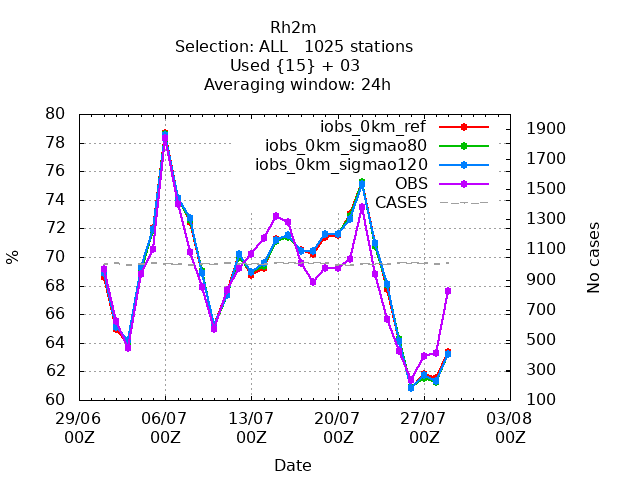 Rh2m
Selection: ALL   1025 stations
Used {15} + 03
Averaging window: 24h
iobs_0km_ref
iobs_0km_sigmao80
iobs_0km_sigmao120
OBS
CASES
%
80
78
76
74
72
70
68
66
64
62
60
No cases
1900
1700
1500
1300
1100
900
700
500
300
100
29/06 06/07 13/07 20/07 27/07 03/08
00Z 00Z 00Z 00Z 00Z 00Z
Date